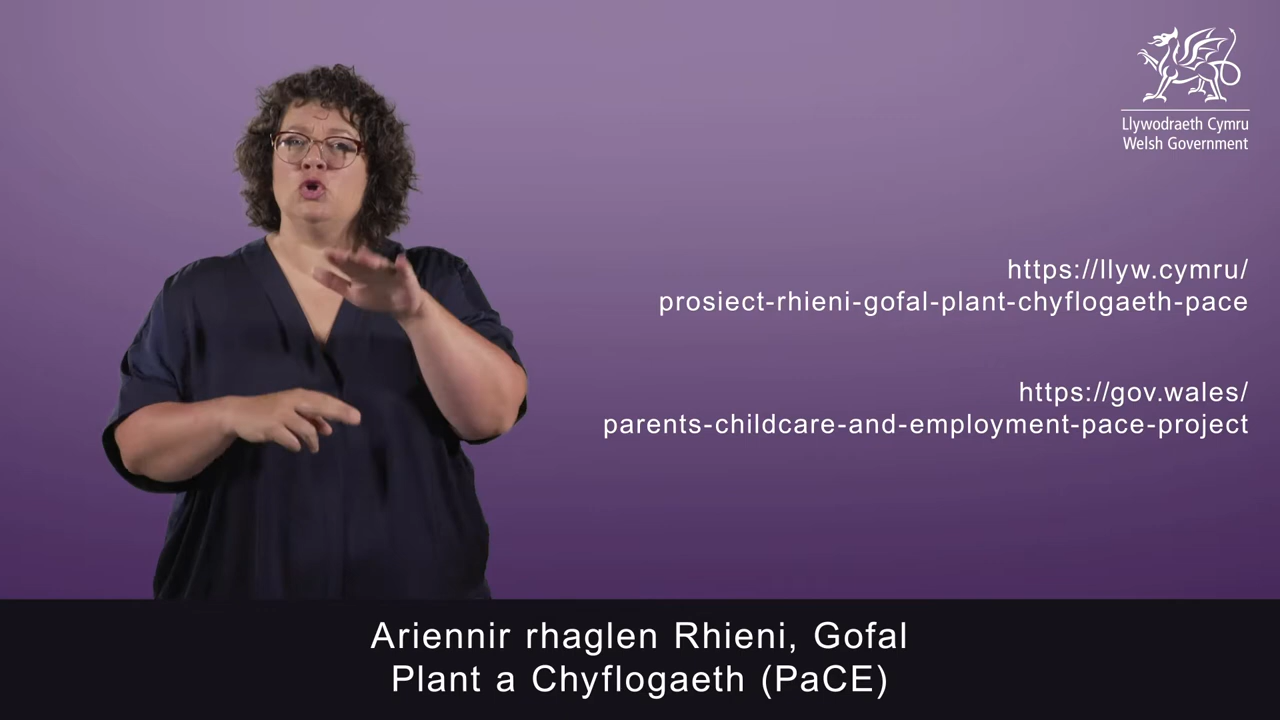 Llywodraeth Cymru
Welsh Government
https://llyw.cymru/
prosiect-rhieni-gofal-plant-chyflogaeth-pace
https://gov.wales/
parents-childcare-and-employment-pace-project
Ariennir rhaglen Rhieni, Gofal
Plant a Chyflogaeth (PaCE)